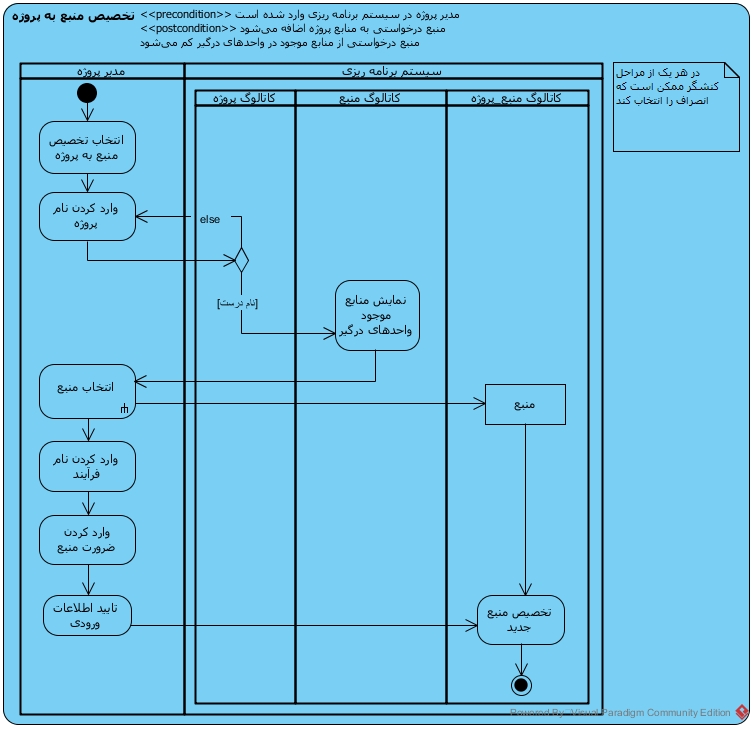 تخصیص منبع به پروژه
<<precondition>> مدیر پروژه در سیستم برنامه ریزی وارد شده است
<<postcondition>> منبع درخواستی به منابع پروژه اضافه می‌شود
منبع درخواستی از منابع موجود در واحدهای درگیر کم می‌شود
مدیر پروژه
سیستم برنامه ریزی
کاتالوگ پروژه
کاتالوگ منبع
کاتالوگ منبع_پروژه
در هر یک از مراحل
کنشگر ممکن است که
انصراف را انتخاب کند
انتخاب تخصیص
منبع به پروژه
وارد کردن نام
پروژه
else
[نام درست]
نمایش منابع
موجود
واحدهای درگیر
انتخاب منبع
منبع
وارد کردن نام
فرآیند
وارد کردن
ضرورت منبع
تایید اطلاعات
ورودی
تخصیص منبع
جدید
Powered By: Visual Paradigm Community Edition